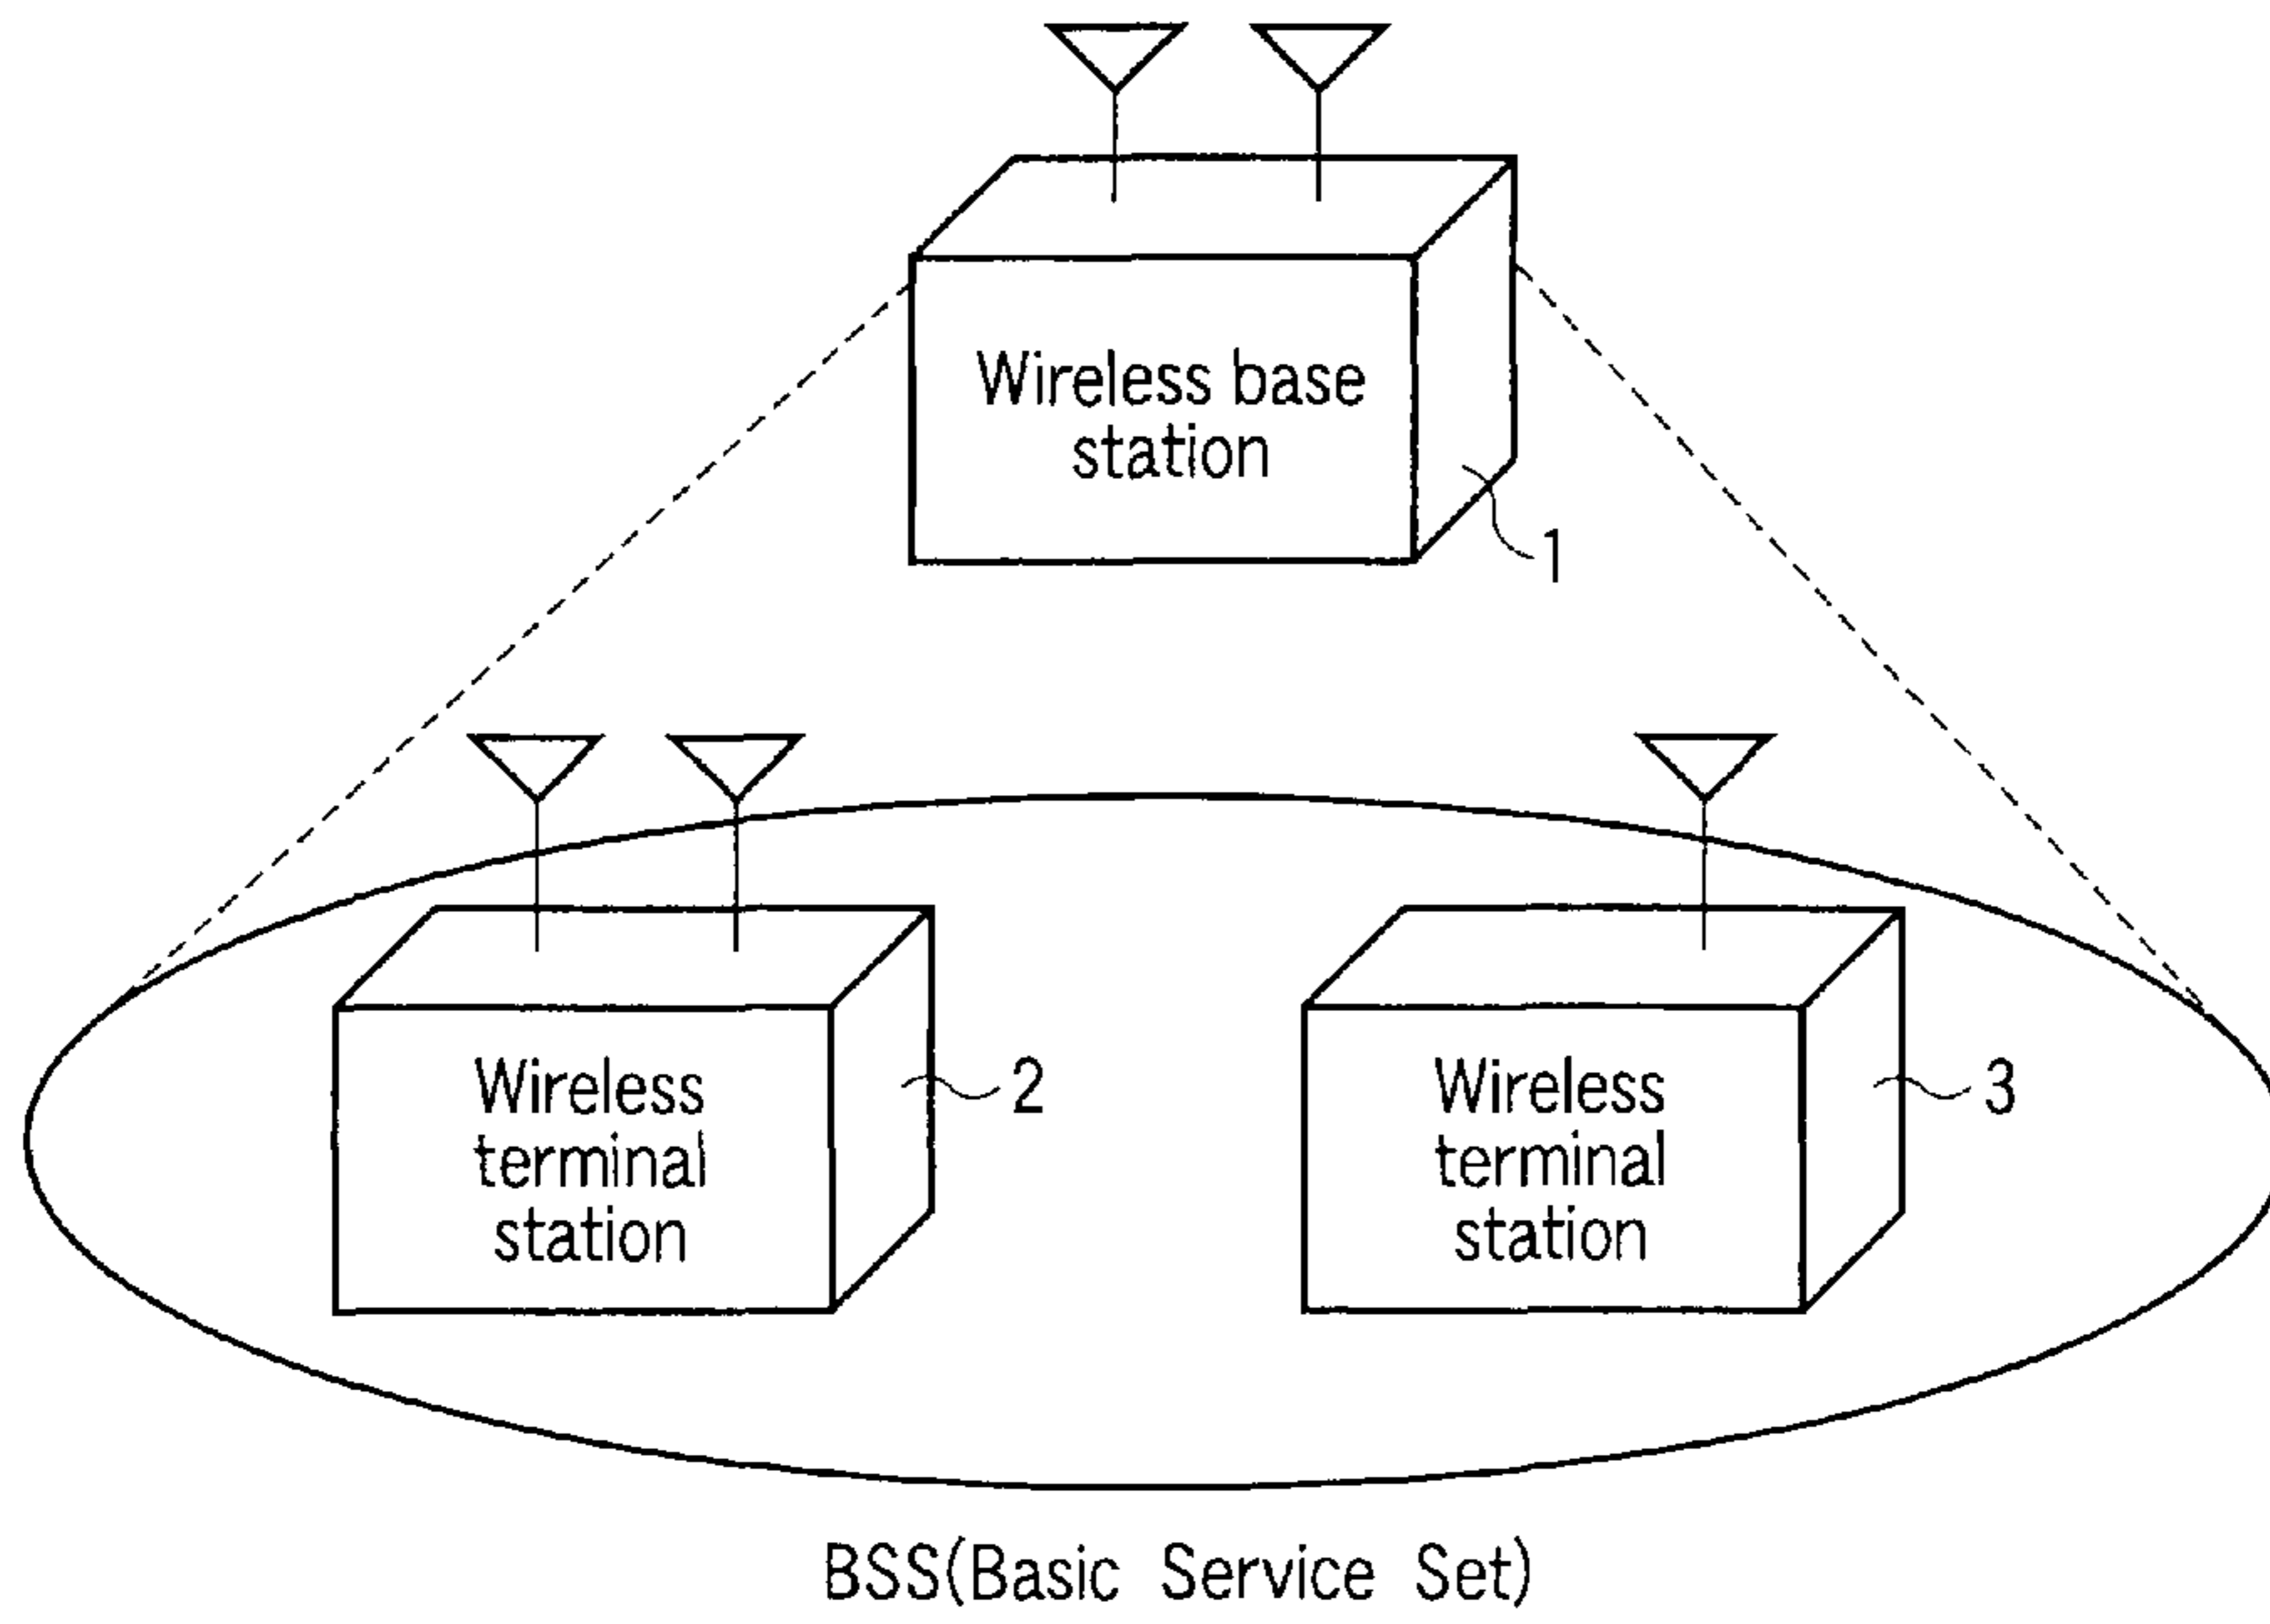 Wireless base
station
1
Wireless
terminal
station
2
Wireless
terminal
station
3
BSS(Basic Service Set)